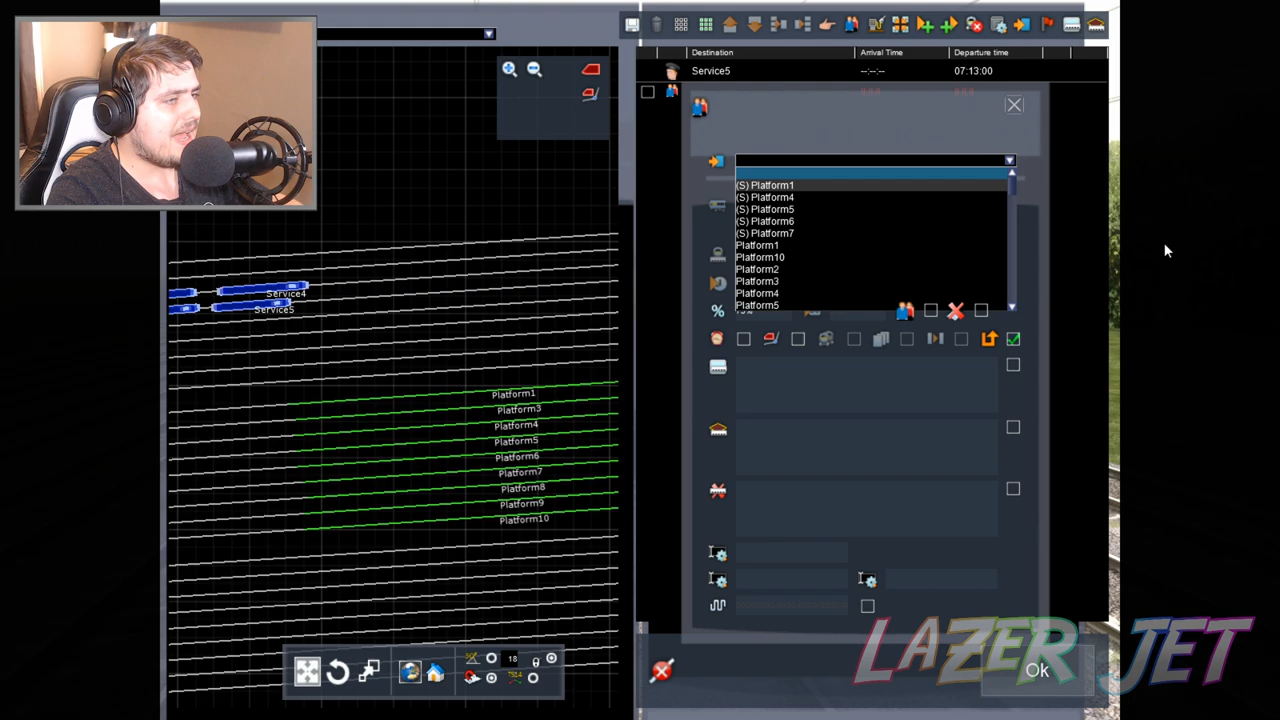 Destination Arrival Time Departure time
Service5 --:--:-- 07:13:00
(S) Platform1
(S) Platform4
(S) Platform5
(S) Platform6
(S) Platform7
Platform1
Platform10
Platform2
Platform3
Platform4
Platform5
%
Service4
Service5
Platform1
Platform3
Platform4
Platform5
Platform6
Platform7
Platform8
Platform9
Platform10
18
LAZER JET
Ok